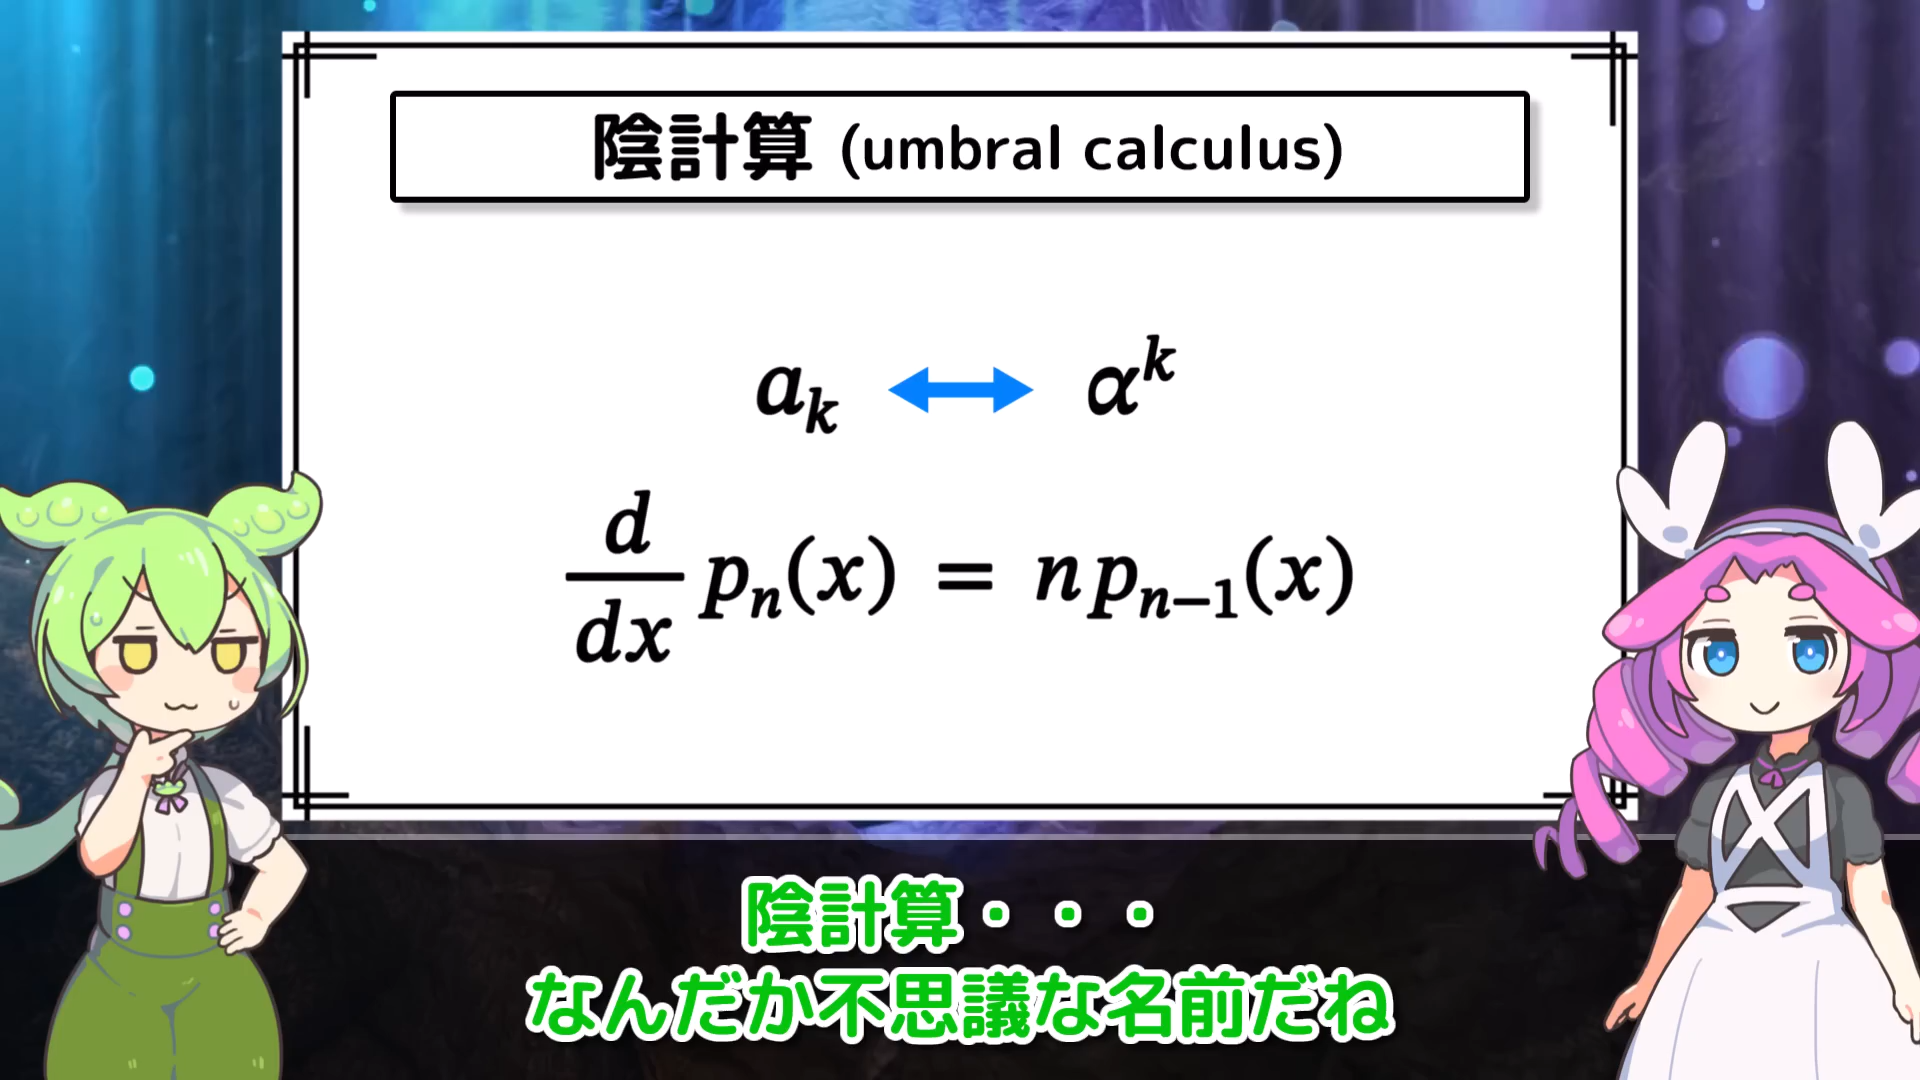 陰計算 (umbral calculus)
a_k ↔ α^k
d/dx p_n(x) = n p_{n−1}(x)
陰計算・・・
なんだか不思議な名前だね